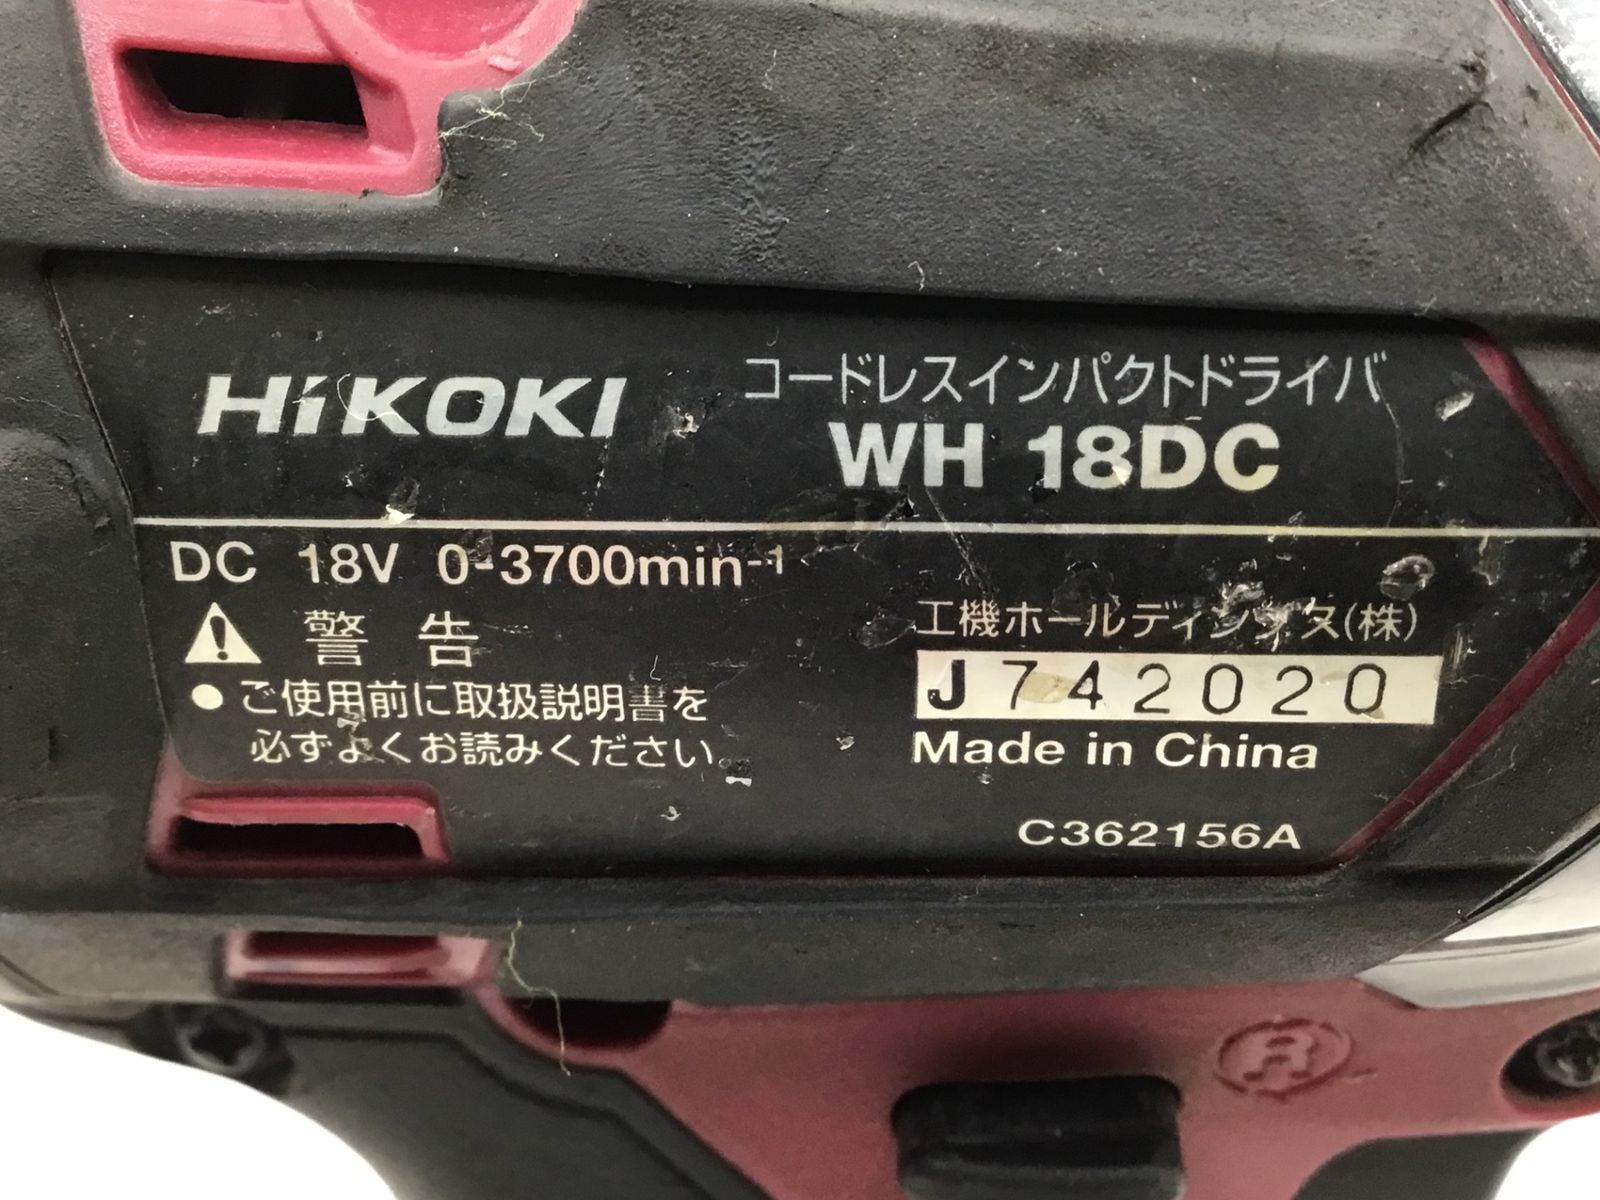 HiKOKI
コードレスインパクトドライバ
WH 18DC
DC 18V 0-3700min-1
警告
●ご使用前に取扱説明書を
必ずよくお読みください。
工機ホールディングス(株)
J742020
Made in China
C362156A
R